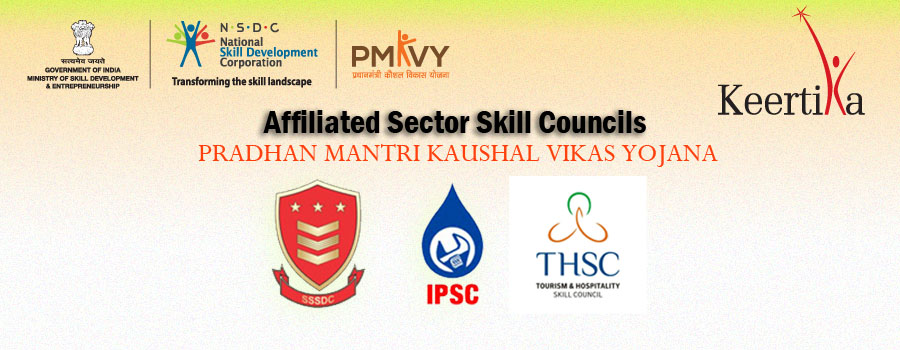 सत्यमेव जयते
GOVERNMENT OF INDIA
MINISTRY OF SKILL DEVELOPMENT
& ENTREPRENEURSHIP
N · S · D · C
National
Skill Development
Corporation
Transforming the skill landscape
PMKVY
प्रधानमंत्री कौशल विकास योजना
Keertika
Affiliated Sector Skill Councils
PRADHAN MANTRI KAUSHAL VIKAS YOJANA
SSSDC
IPSC
THSC
TOURISM & HOSPITALITY
SKILL COUNCIL